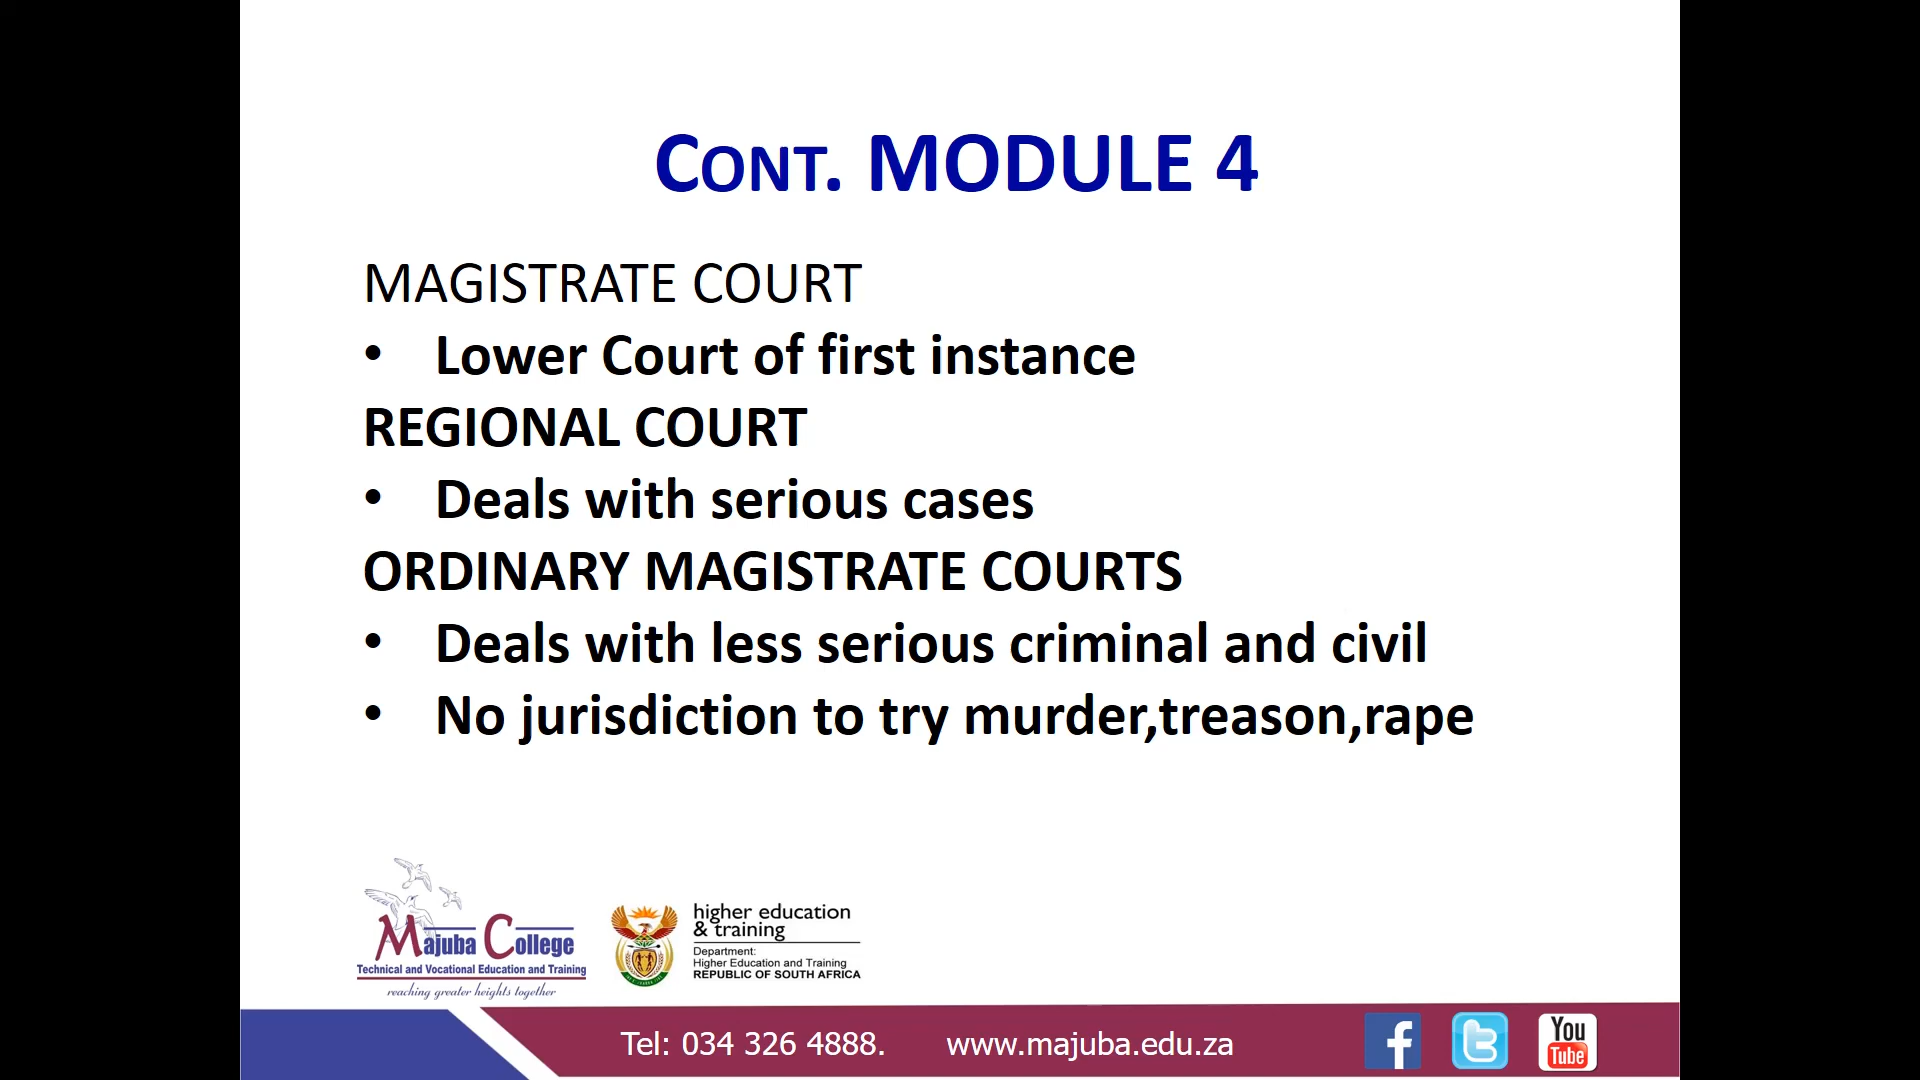 CONT. MODULE 4
MAGISTRATE COURT
• Lower Court of first instance
REGIONAL COURT
• Deals with serious cases
ORDINARY MAGISTRATE COURTS
• Deals with less serious criminal and civil
• No jurisdiction to try murder,treason,rape
Majuba College
Technical and Vocational Education and Training
reaching greater heights together
higher education
& training
Department:
Higher Education and Training
REPUBLIC OF SOUTH AFRICA
Tel: 034 326 4888. www.majuba.edu.za
You
Tube